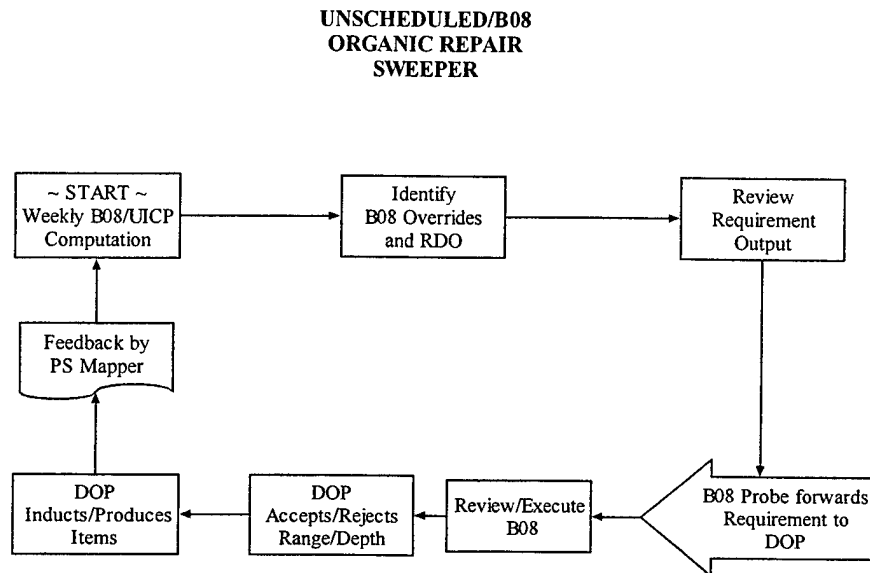 UNSCHEDULED/B08
ORGANIC REPAIR
SWEEPER
~ START ~
Weekly B08/UICP
Computation
Identify
B08 Overrides
and RDO
Review
Requirement
Output
Feedback by
PS Mapper
DOP
Inducts/Produces
Items
DOP
Accepts/Rejects
Range/Depth
Review/Execute
B08
B08 Probe forwards
Requirement to
DOP